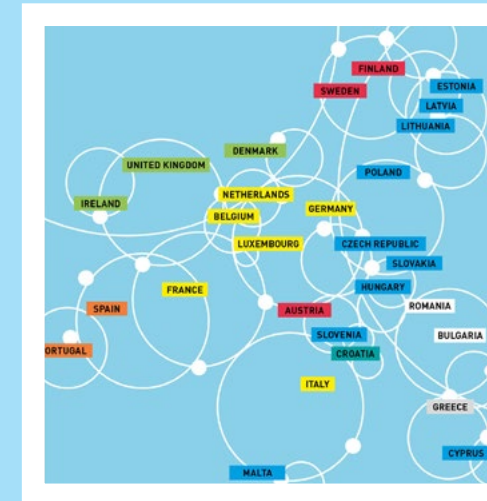 FINLAND
ESTONIA
SWEDEN
LATVIA
LITHUANIA
DENMARK
UNITED KINGDOM
POLAND
NETHERLANDS
IRELAND
GERMANY
BELGIUM
LUXEMBOURG
CZECH REPUBLIC
SLOVAKIA
FRANCE
HUNGARY
SPAIN
AUSTRIA
ROMANIA
SLOVENIA
BULGARIA
ORTUGAL
CROATIA
ITALY
GREECE
CYPRUS
MALTA